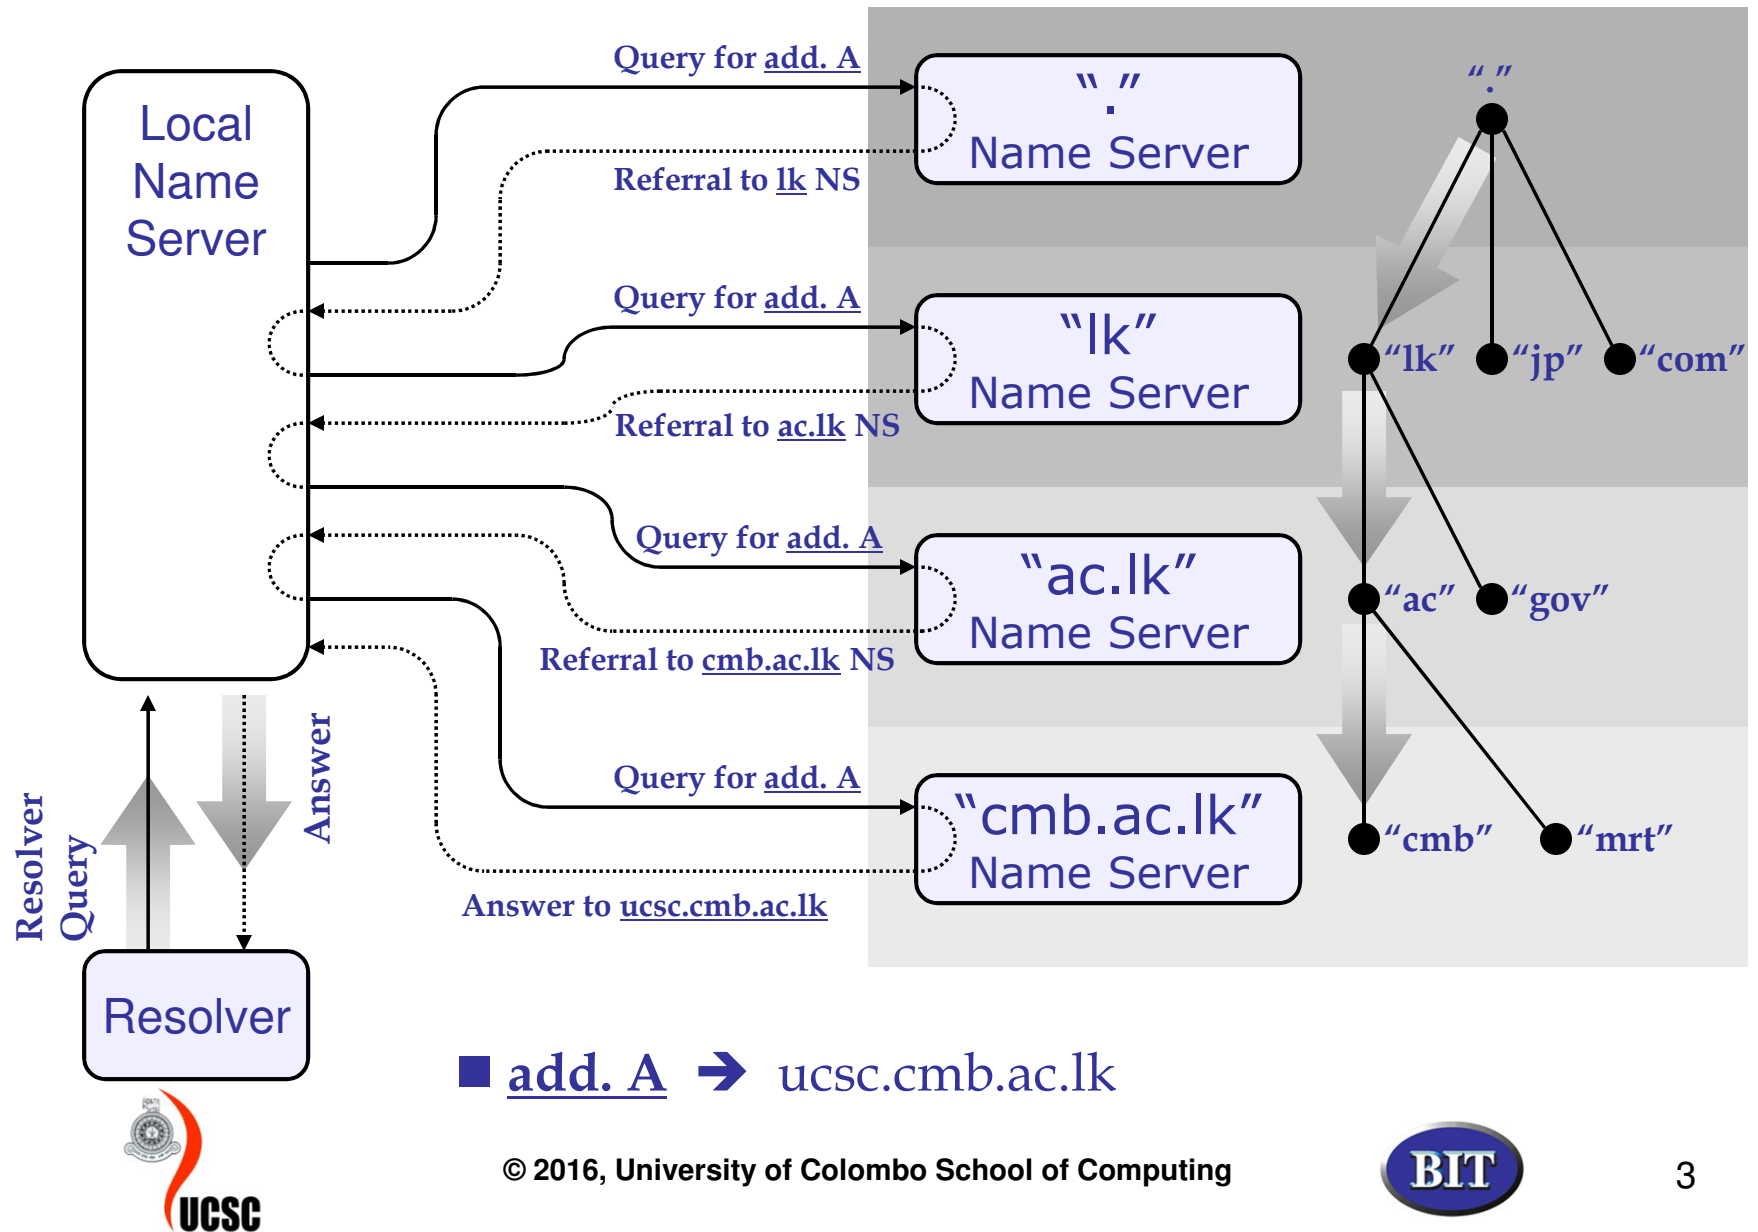 Local
Name
Server
Query for add. A
“.”
Name Server
Referral to lk NS
“.”
Query for add. A
“lk”
Name Server
Referral to ac.lk NS
“lk”
“jp”
“com”
Query for add. A
“ac.lk”
Name Server
Referral to cmb.ac.lk NS
“ac”
“gov”
Query for add. A
“cmb.ac.lk”
Name Server
Answer to ucsc.cmb.ac.lk
“cmb”
“mrt”
Resolver
Query
Answer
Resolver
add. A ➔ ucsc.cmb.ac.lk
UCSC
© 2016, University of Colombo School of Computing
BIT
3